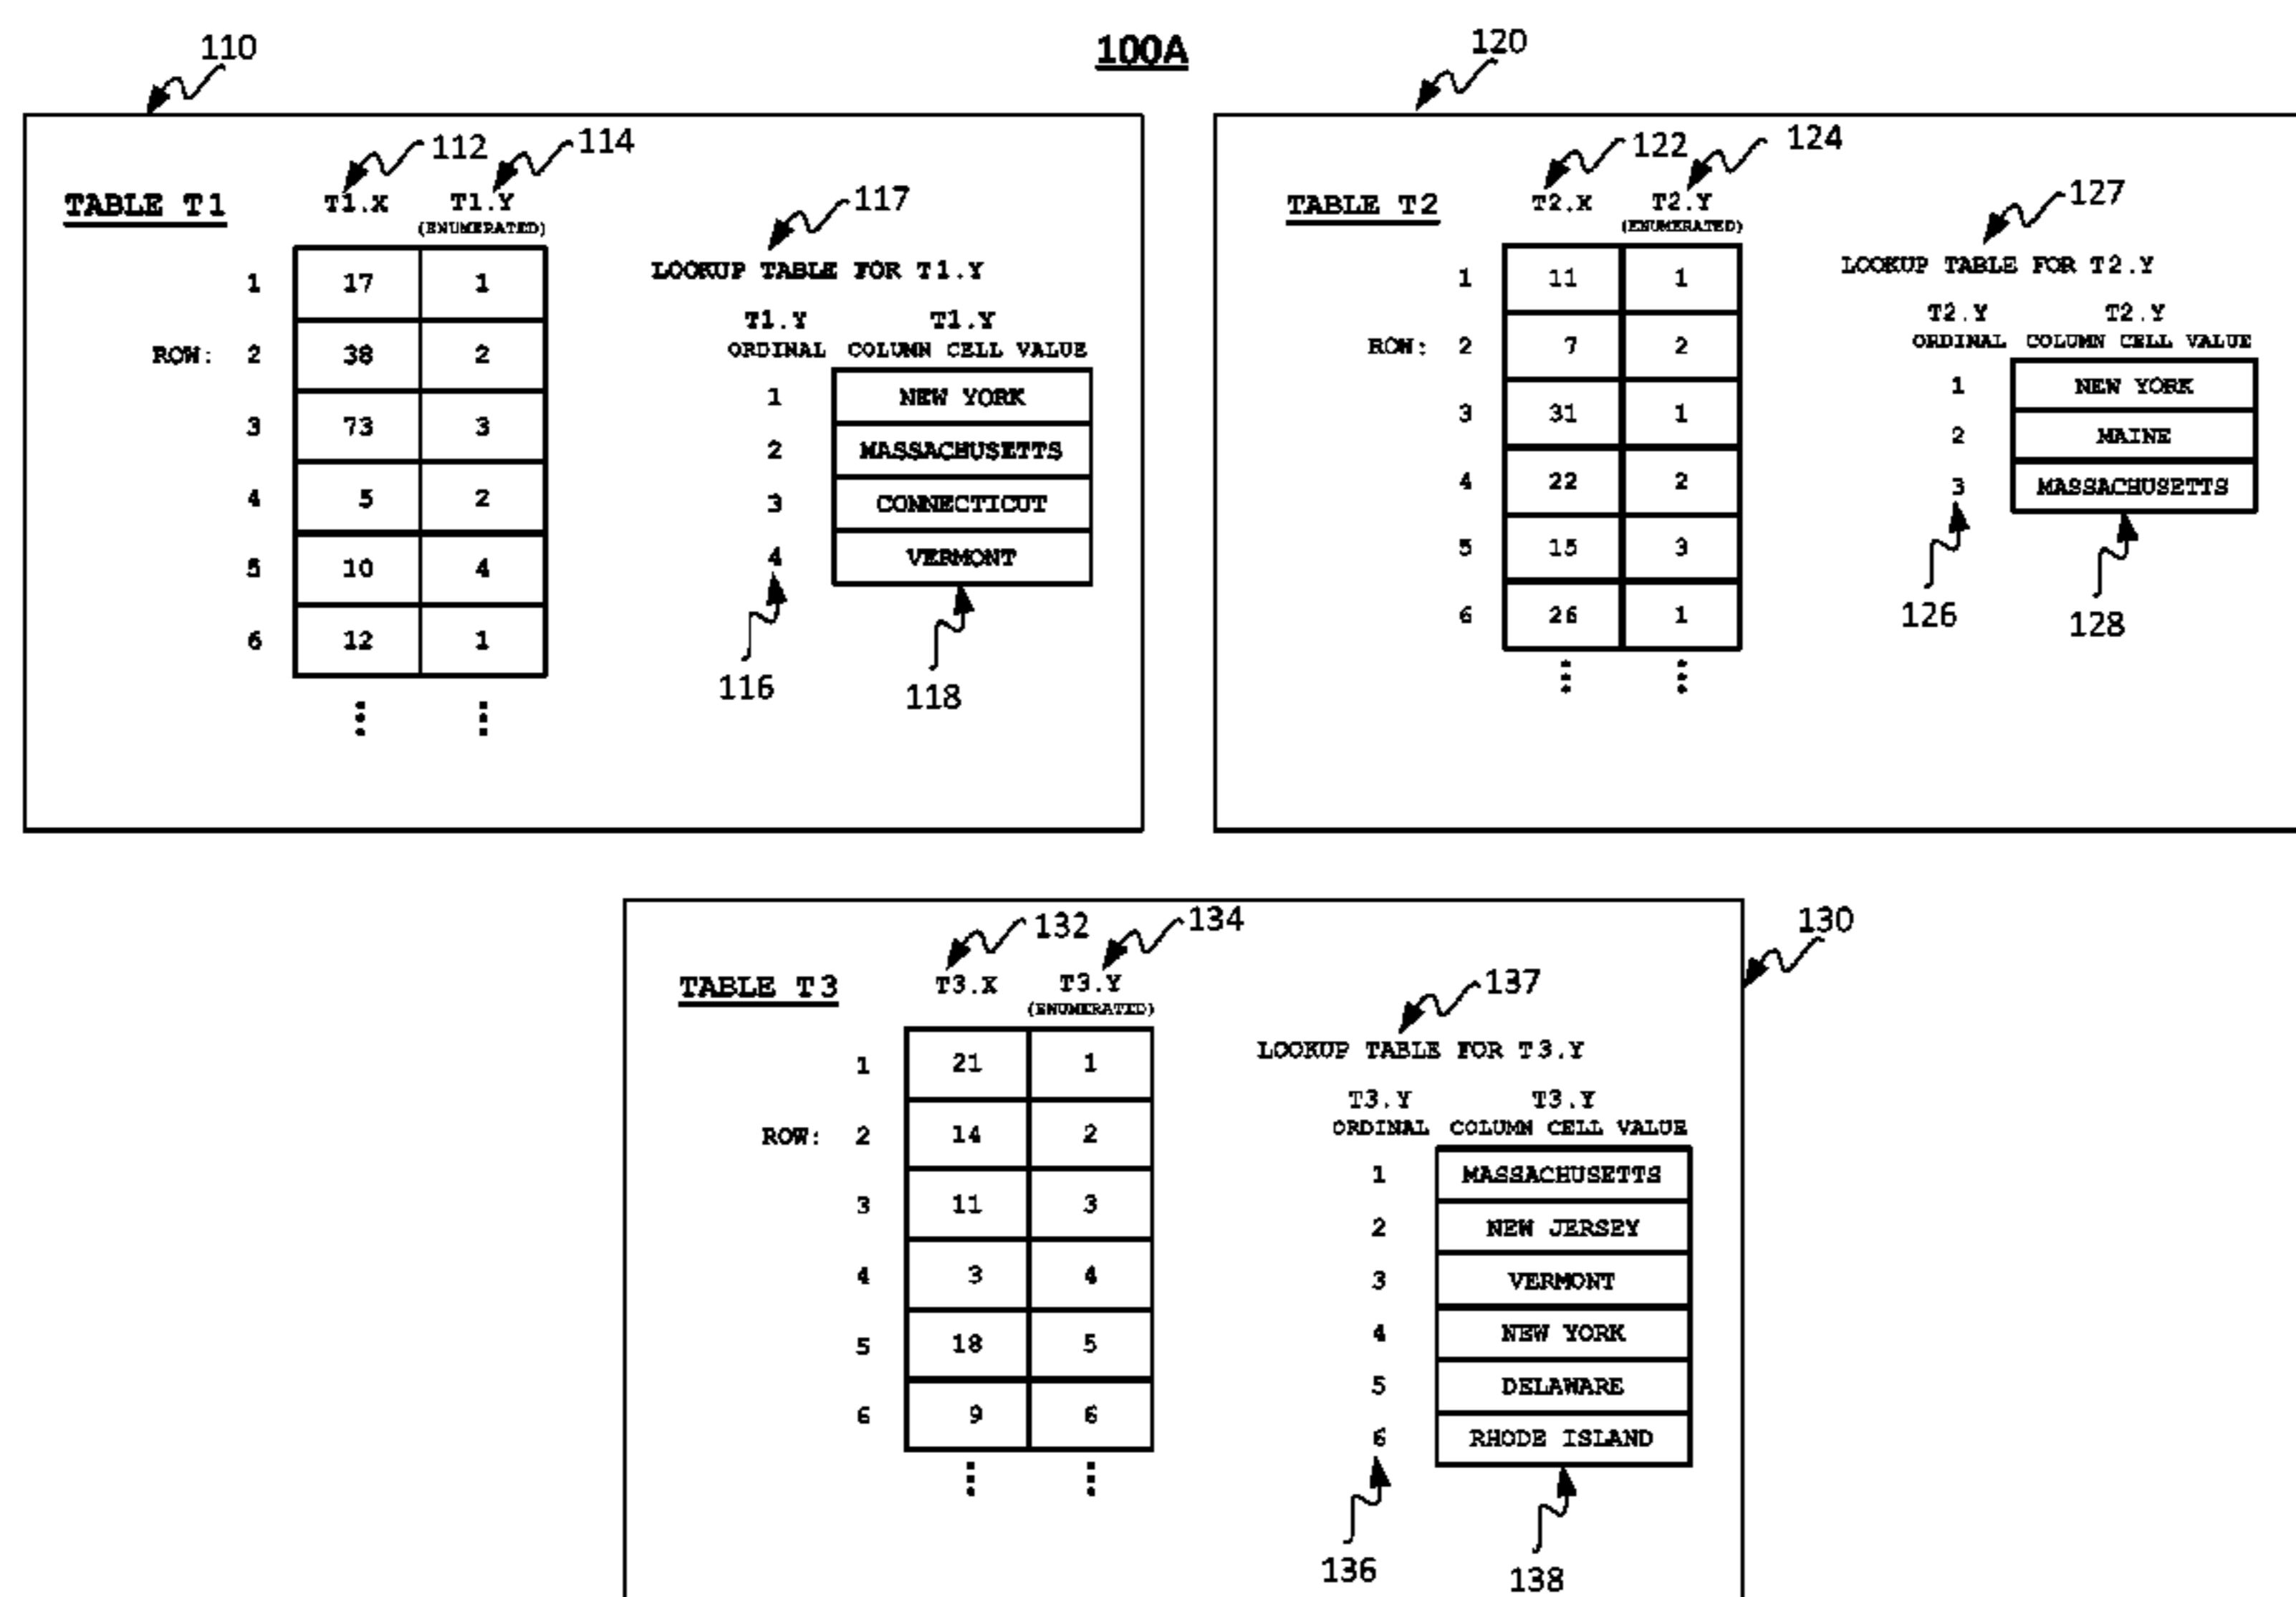 100A
110
112 114
TABLE T1 T1.X T1.Y
(ENUMERATED)
117
LOOKUP TABLE FOR T1.Y
T1.Y T1.Y
ORDINAL COLUMN CELL VALUE
1 17 1
ROW: 2 38 2
3 73 3
4 5 2
5 10 4
6 12 1
1 NEW YORK
2 MASSACHUSETTS
3 CONNECTICUT
4 VERMONT
116 118
120
122 124
TABLE T2 T2.X T2.Y
(ENUMERATED)
127
LOOKUP TABLE FOR T2.Y
T2.Y T2.Y
ORDINAL COLUMN CELL VALUE
1 11 1
ROW: 2 7 2
3 31 1
4 22 2
5 15 3
6 26 1
1 NEW YORK
2 MAINE
3 MASSACHUSETTS
126 128
130
132 134
TABLE T3 T3.X T3.Y
(ENUMERATED)
137
LOOKUP TABLE FOR T3.Y
T3.Y T3.Y
ORDINAL COLUMN CELL VALUE
1 21 1
ROW: 2 14 2
3 11 3
4 3 4
5 18 5
6 9 6
1 MASSACHUSETTS
2 NEW JERSEY
3 VERMONT
4 NEW YORK
5 DELAWARE
6 RHODE ISLAND
136 138